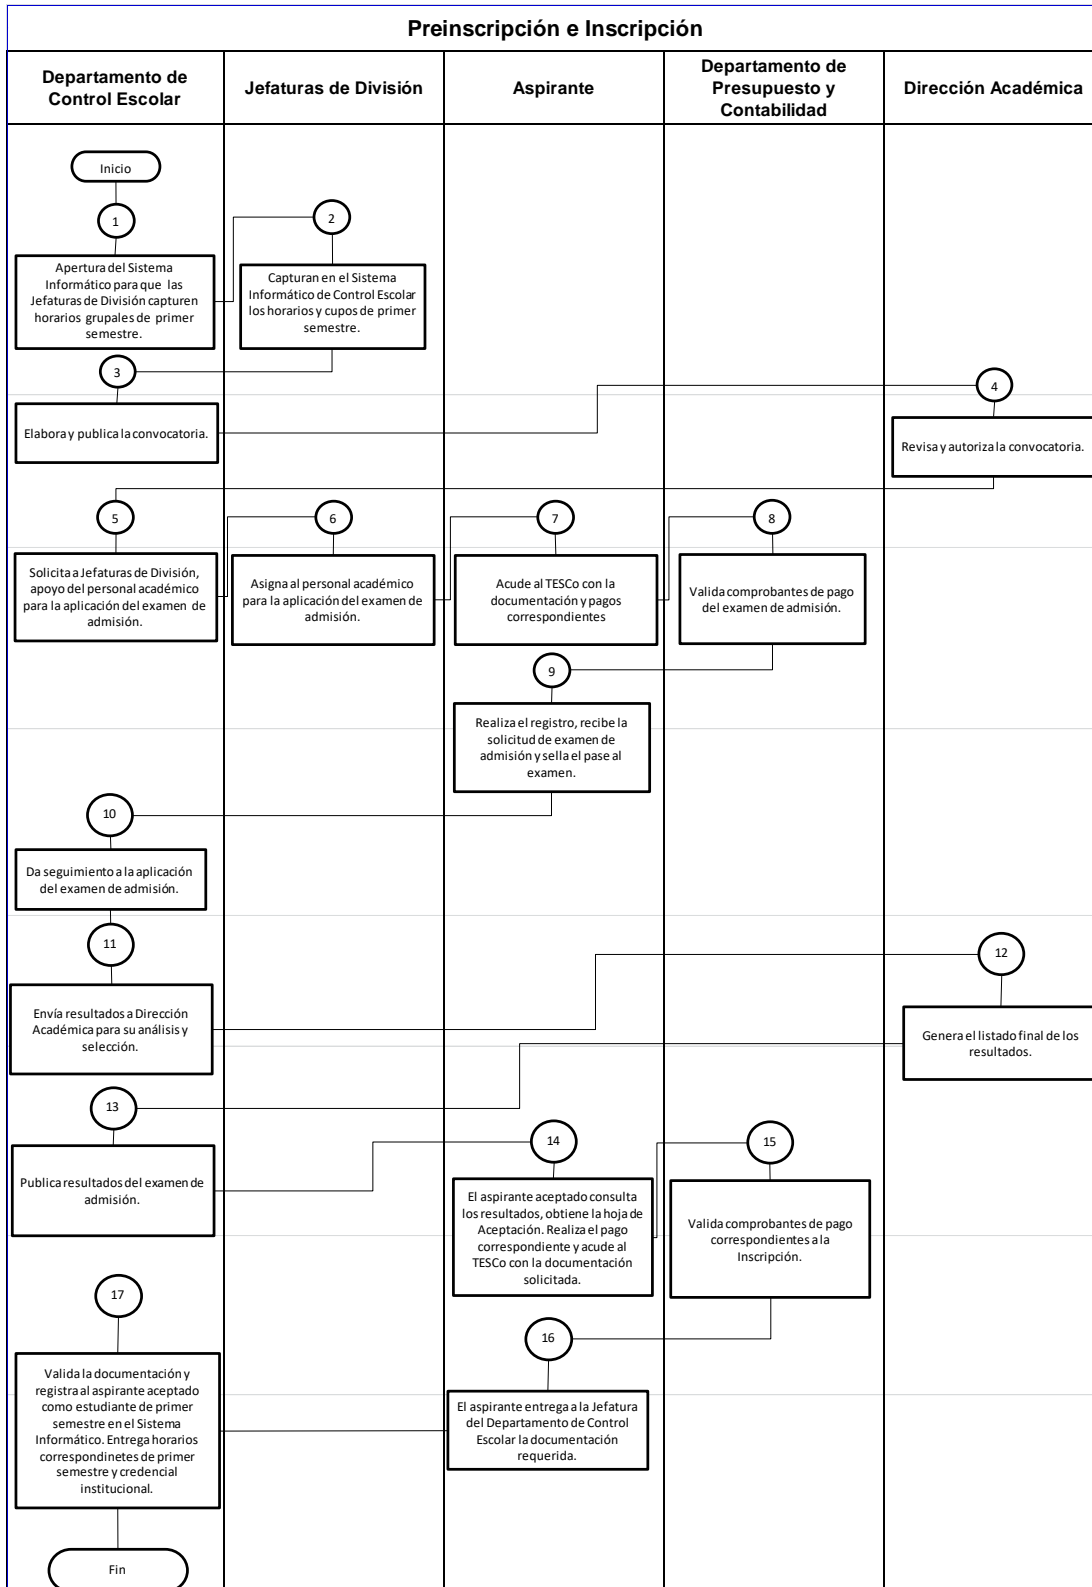 Preinscripción e Inscripción
Departamento de
Control Escolar
Jefaturas de División
Aspirante
Departamento de
Presupuesto y
Contabilidad
Dirección Académica
Inicio
1
Apertura del Sistema
Informático para que las
Jefaturas de División capturen
horarios grupales de primer
semestre.
2
Capturan en el Sistema
Informático de Control Escolar
los horarios y cupos de primer
semestre.
3
Elabora y publica la convocatoria.
4
Revisa y autoriza la convocatoria.
5
Solicita a Jefaturas de División,
apoyo del personal académico
para la aplicación del examen de
admisión.
6
Asigna al personal académico
para la aplicación del examen de
admisión.
7
Acude al TESCo con la
documentación y pagos
correspondientes
8
Valida comprobantes de pago
del examen de admisión.
9
Realiza el registro, recibe la
solicitud de examen de
admisión y sella el pase al
examen.
10
Da seguimiento a la aplicación
del examen de admisión.
11
Envía resultados a Dirección
Académica para su análisis y
selección.
12
Genera el listado final de los
resultados.
13
Publica resultados del examen de
admisión.
14
El aspirante aceptado consulta
los resultados, obtiene la hoja de
Aceptación. Realiza el pago
correspondiente y acude al
TESCo con la documentación
solicitada.
15
Valida comprobantes de pago
correspondientes a la
Inscripción.
16
El aspirante entrega a la Jefatura
del Departamento de Control
Escolar la documentación
requerida.
17
Valida la documentación y
registra al aspirante aceptado
como estudiante de primer
semestre en el Sistema
Informático. Entrega horarios
correspondinetes de primer
semestre y credencial
institucional.
Fin